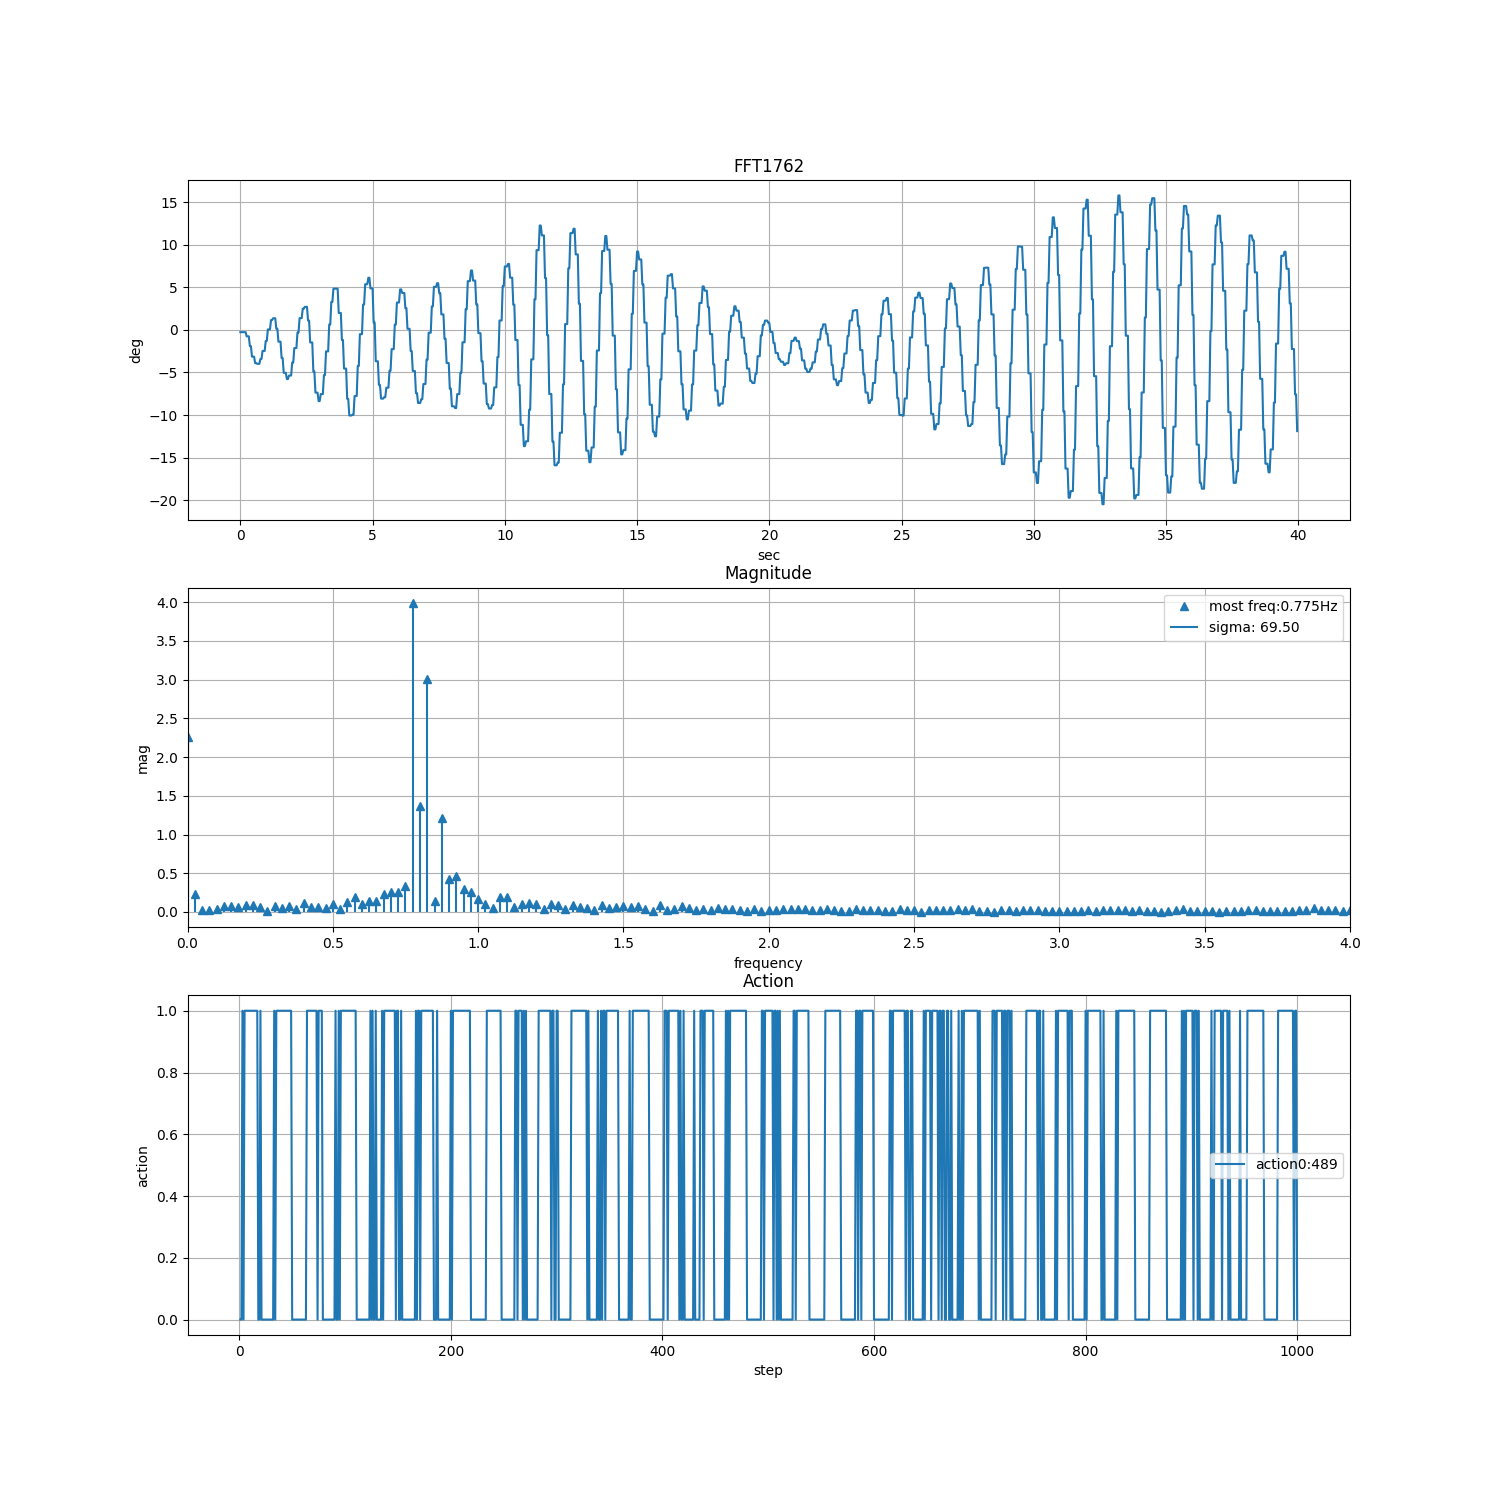 FFT1762
15
10
5
0
−5
−10
−15
−20
deg
0 5 10 15 20 25 30 35 40
sec
Magnitude
4.0
3.5
3.0
2.5
2.0
1.5
1.0
0.5
0.0
mag
most freq:0.775Hz
sigma: 69.50
0.0 0.5 1.0 1.5 2.0 2.5 3.0 3.5 4.0
frequency
Action
1.0
0.8
0.6
0.4
0.2
0.0
action
action0:489
0 200 400 600 800 1000
step